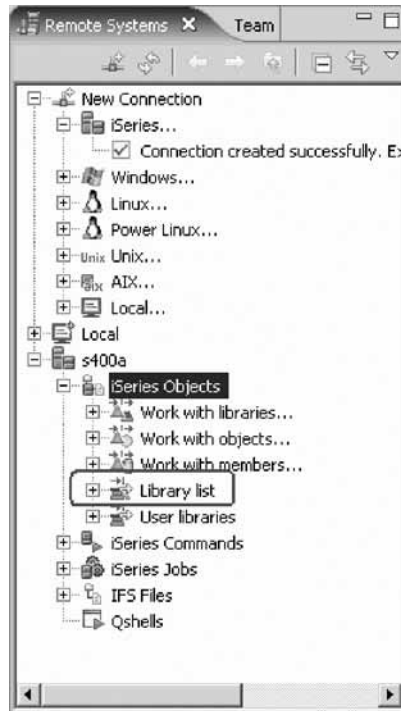 Remote Systems Team
New Connection
iSeries...
Connection created successfully. Ex
Windows...
Linux...
Power Linux...
Unix Unix...
AIX AIX...
Local...
Local
s400a
iSeries Objects
Work with libraries...
Work with objects...
Work with members...
Library list
User libraries
iSeries Commands
iSeries Jobs
IFS Files
Qshells